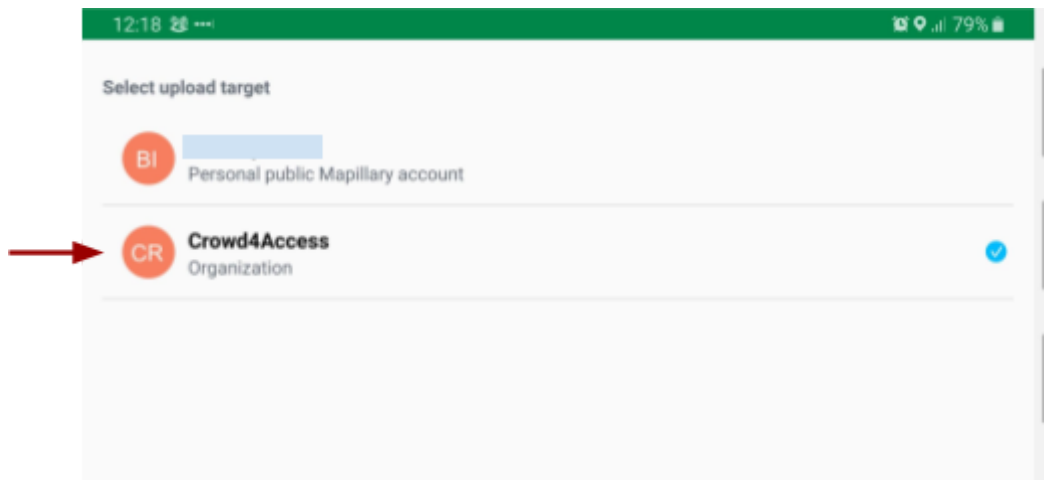 12:18
79%
Select upload target
BI
Personal public Mapillary account
CR
Crowd4Access
Organization